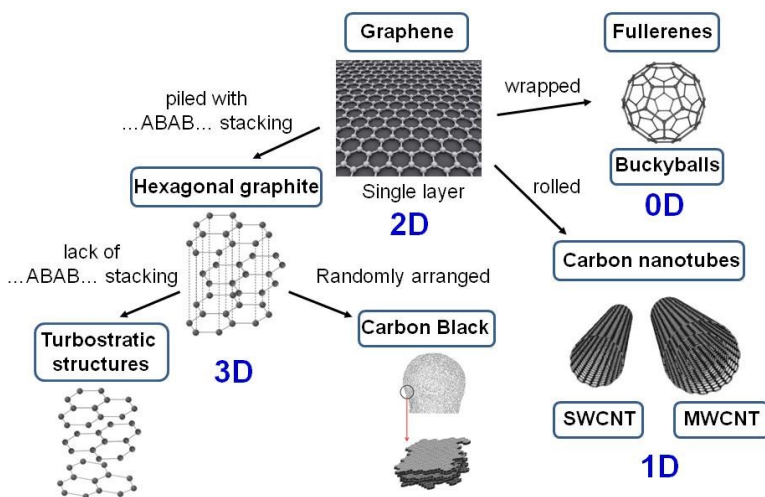 Graphene
Fullerenes
wrapped
piled with
...ABAB... stacking
Buckyballs
0D
Hexagonal graphite
Single layer
2D
rolled
lack of
...ABAB... stacking
Randomly arranged
Carbon nanotubes
Turbostratic
structures
3D
Carbon Black
SWCNT
MWCNT
1D